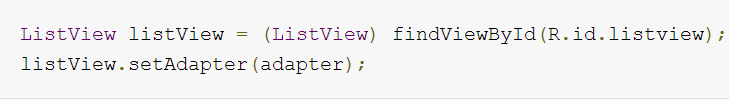 ListView listView = (ListView) findViewById(R.id.listview);
listView.setAdapter(adapter);